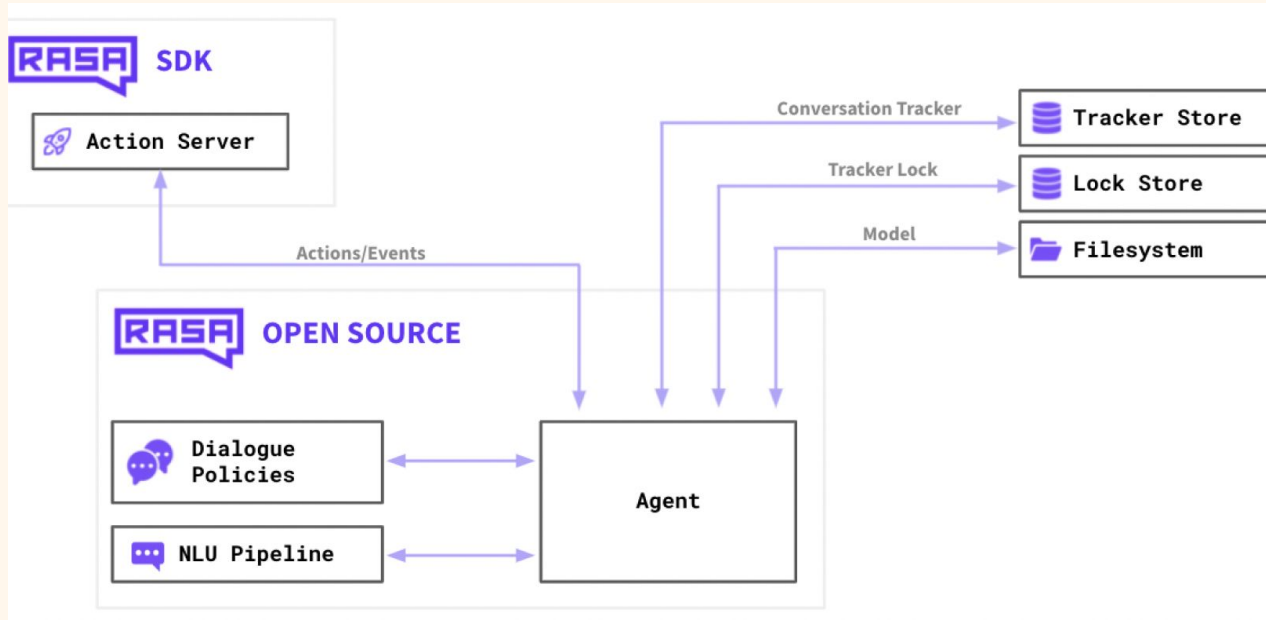 RASA SDK
Action Server
Conversation Tracker
Tracker Store
Tracker Lock
Lock Store
Model
Filesystem
Actions/Events
RASA OPEN SOURCE
Dialogue
Policies
Agent
NLU Pipeline